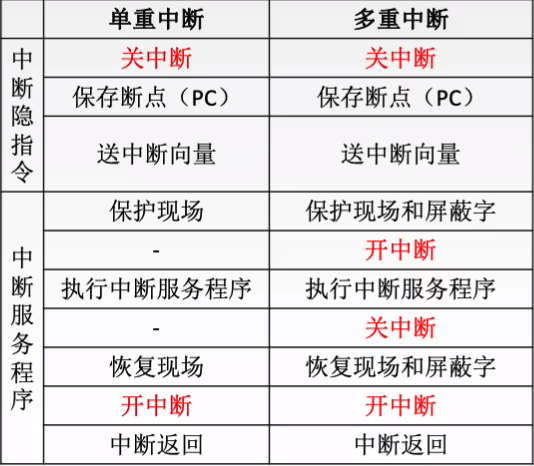 单重中断 多重中断
中断隐指令
关中断 关中断
保存断点（PC） 保存断点（PC）
送中断向量 送中断向量
中断服务程序
保护现场 保护现场和屏蔽字
- 开中断
执行中断服务程序 执行中断服务程序
- 关中断
恢复现场 恢复现场和屏蔽字
开中断 开中断
中断返回 中断返回